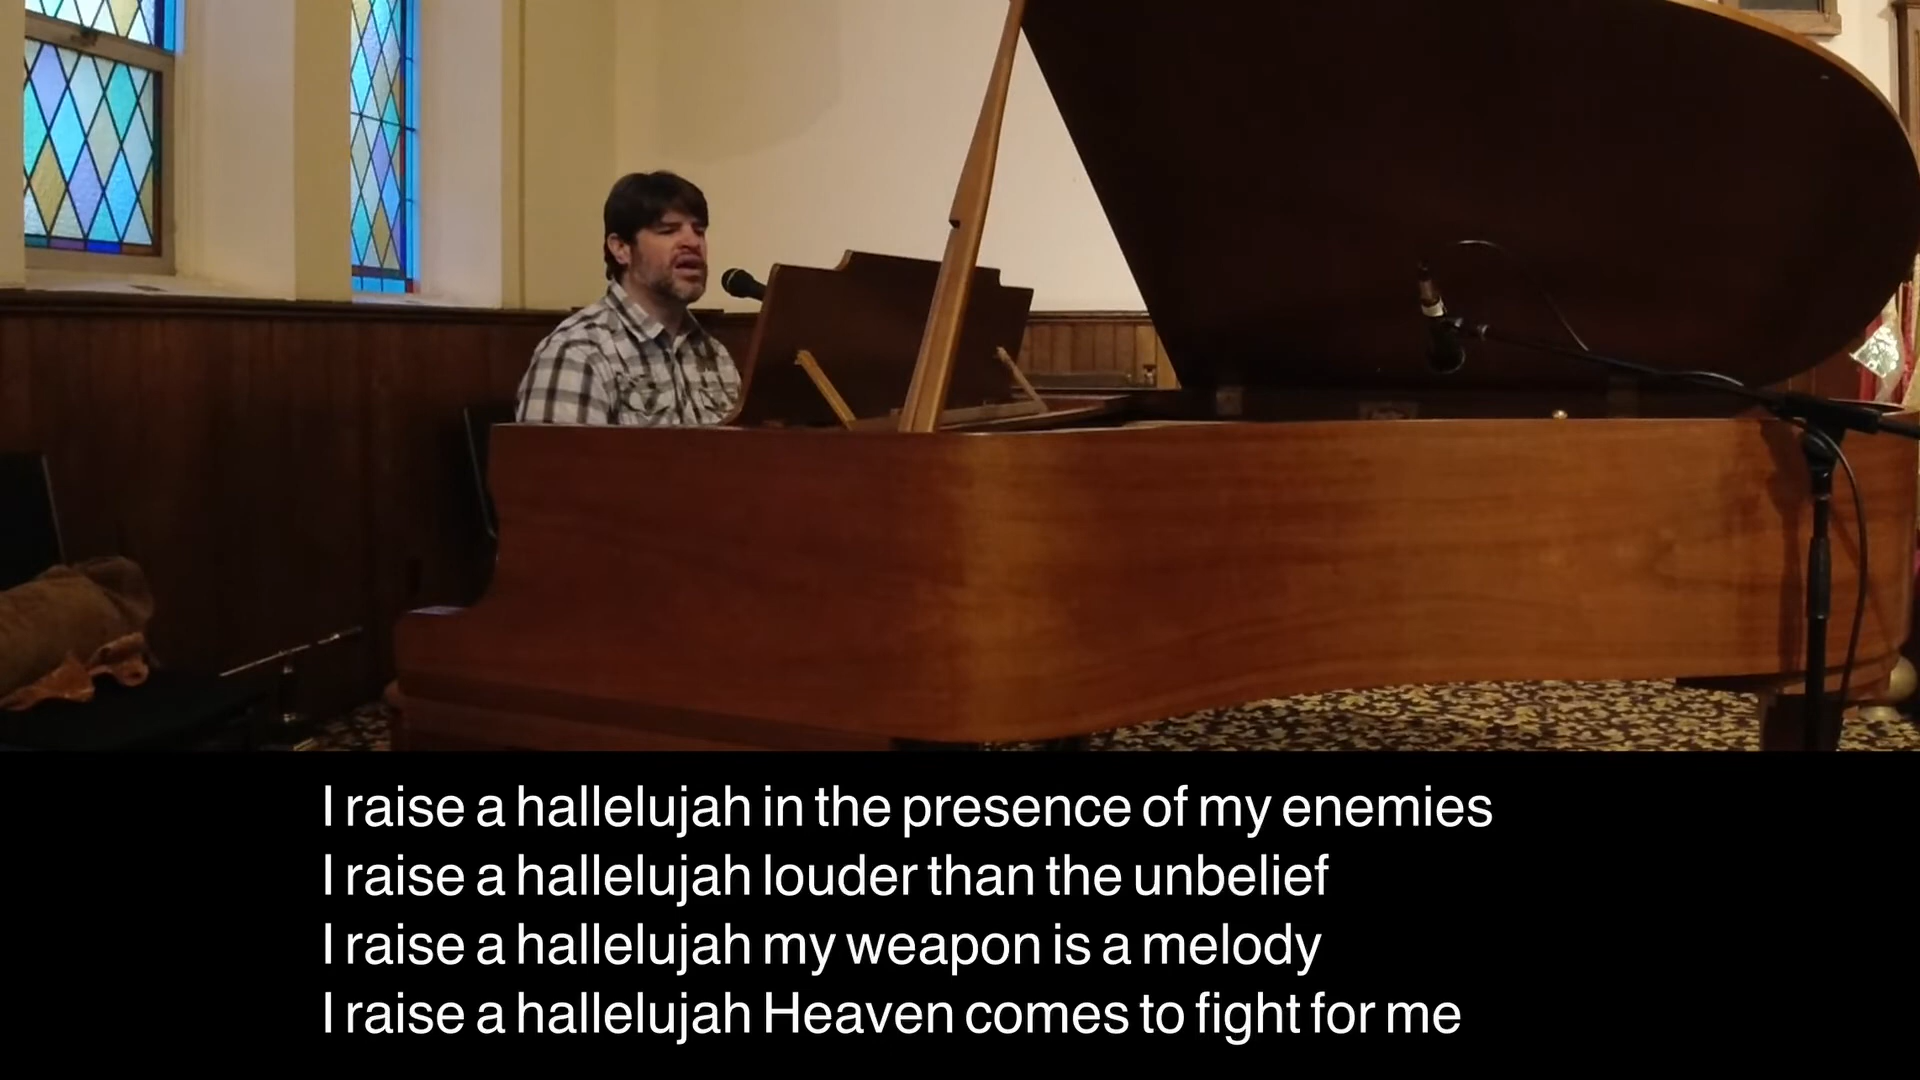 I raise a hallelujah in the presence of my enemies
I raise a hallelujah louder than the unbelief
I raise a hallelujah my weapon is a melody
I raise a hallelujah Heaven comes to fight for me